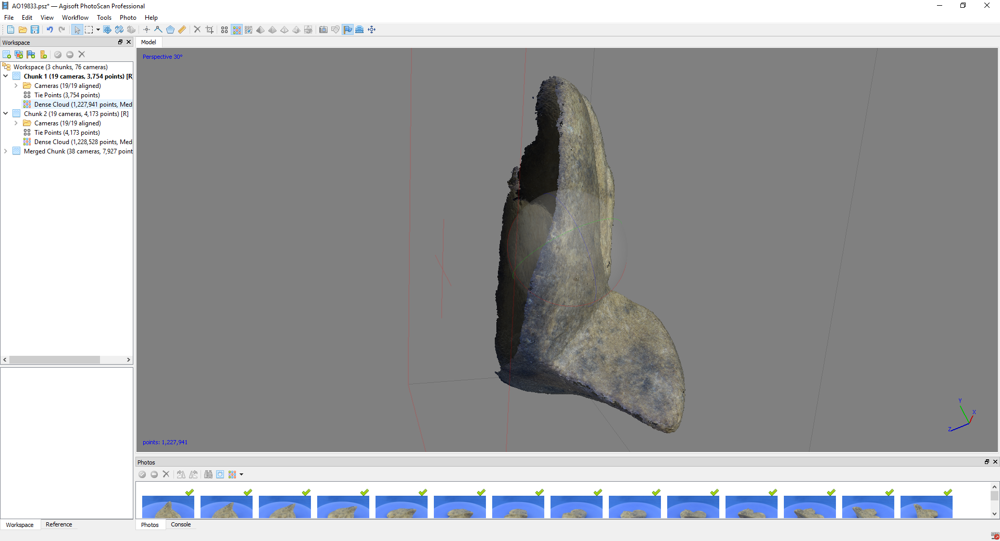 AO19833.psz* — Agisoft PhotoScan Professional
File Edit View Workflow Tools Photo Help
Workspace
Model
Perspective 30°
Workspace (3 chunks, 76 cameras)
Chunk 1 (19 cameras, 3,754 points) [R]
Cameras (19/19 aligned)
Tie Points (3,754 points)
Dense Cloud (1,227,941 points, Med
Chunk 2 (19 cameras, 4,173 points) [R]
Cameras (19/19 aligned)
Tie Points (4,173 points)
Dense Cloud (1,228,528 points, Med
Merged Chunk (38 cameras, 7,927 point
Y
X
Z
points: 1,227,941
Photos
Workspace Reference
Photos Console